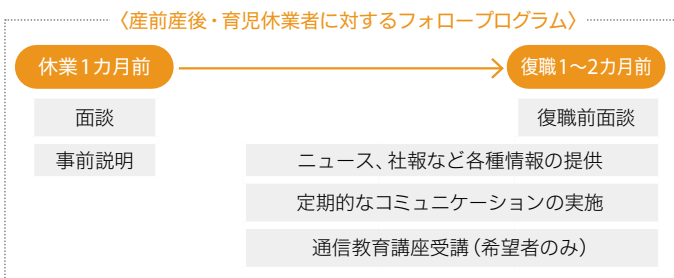 〈産前産後・育児休業者に対するフォロープログラム〉
休業1カ月前
復職1〜2カ月前
面談
復職前面談
事前説明
ニュース、社報など各種情報の提供
定期的なコミュニケーションの実施
通信教育講座受講(希望者のみ)